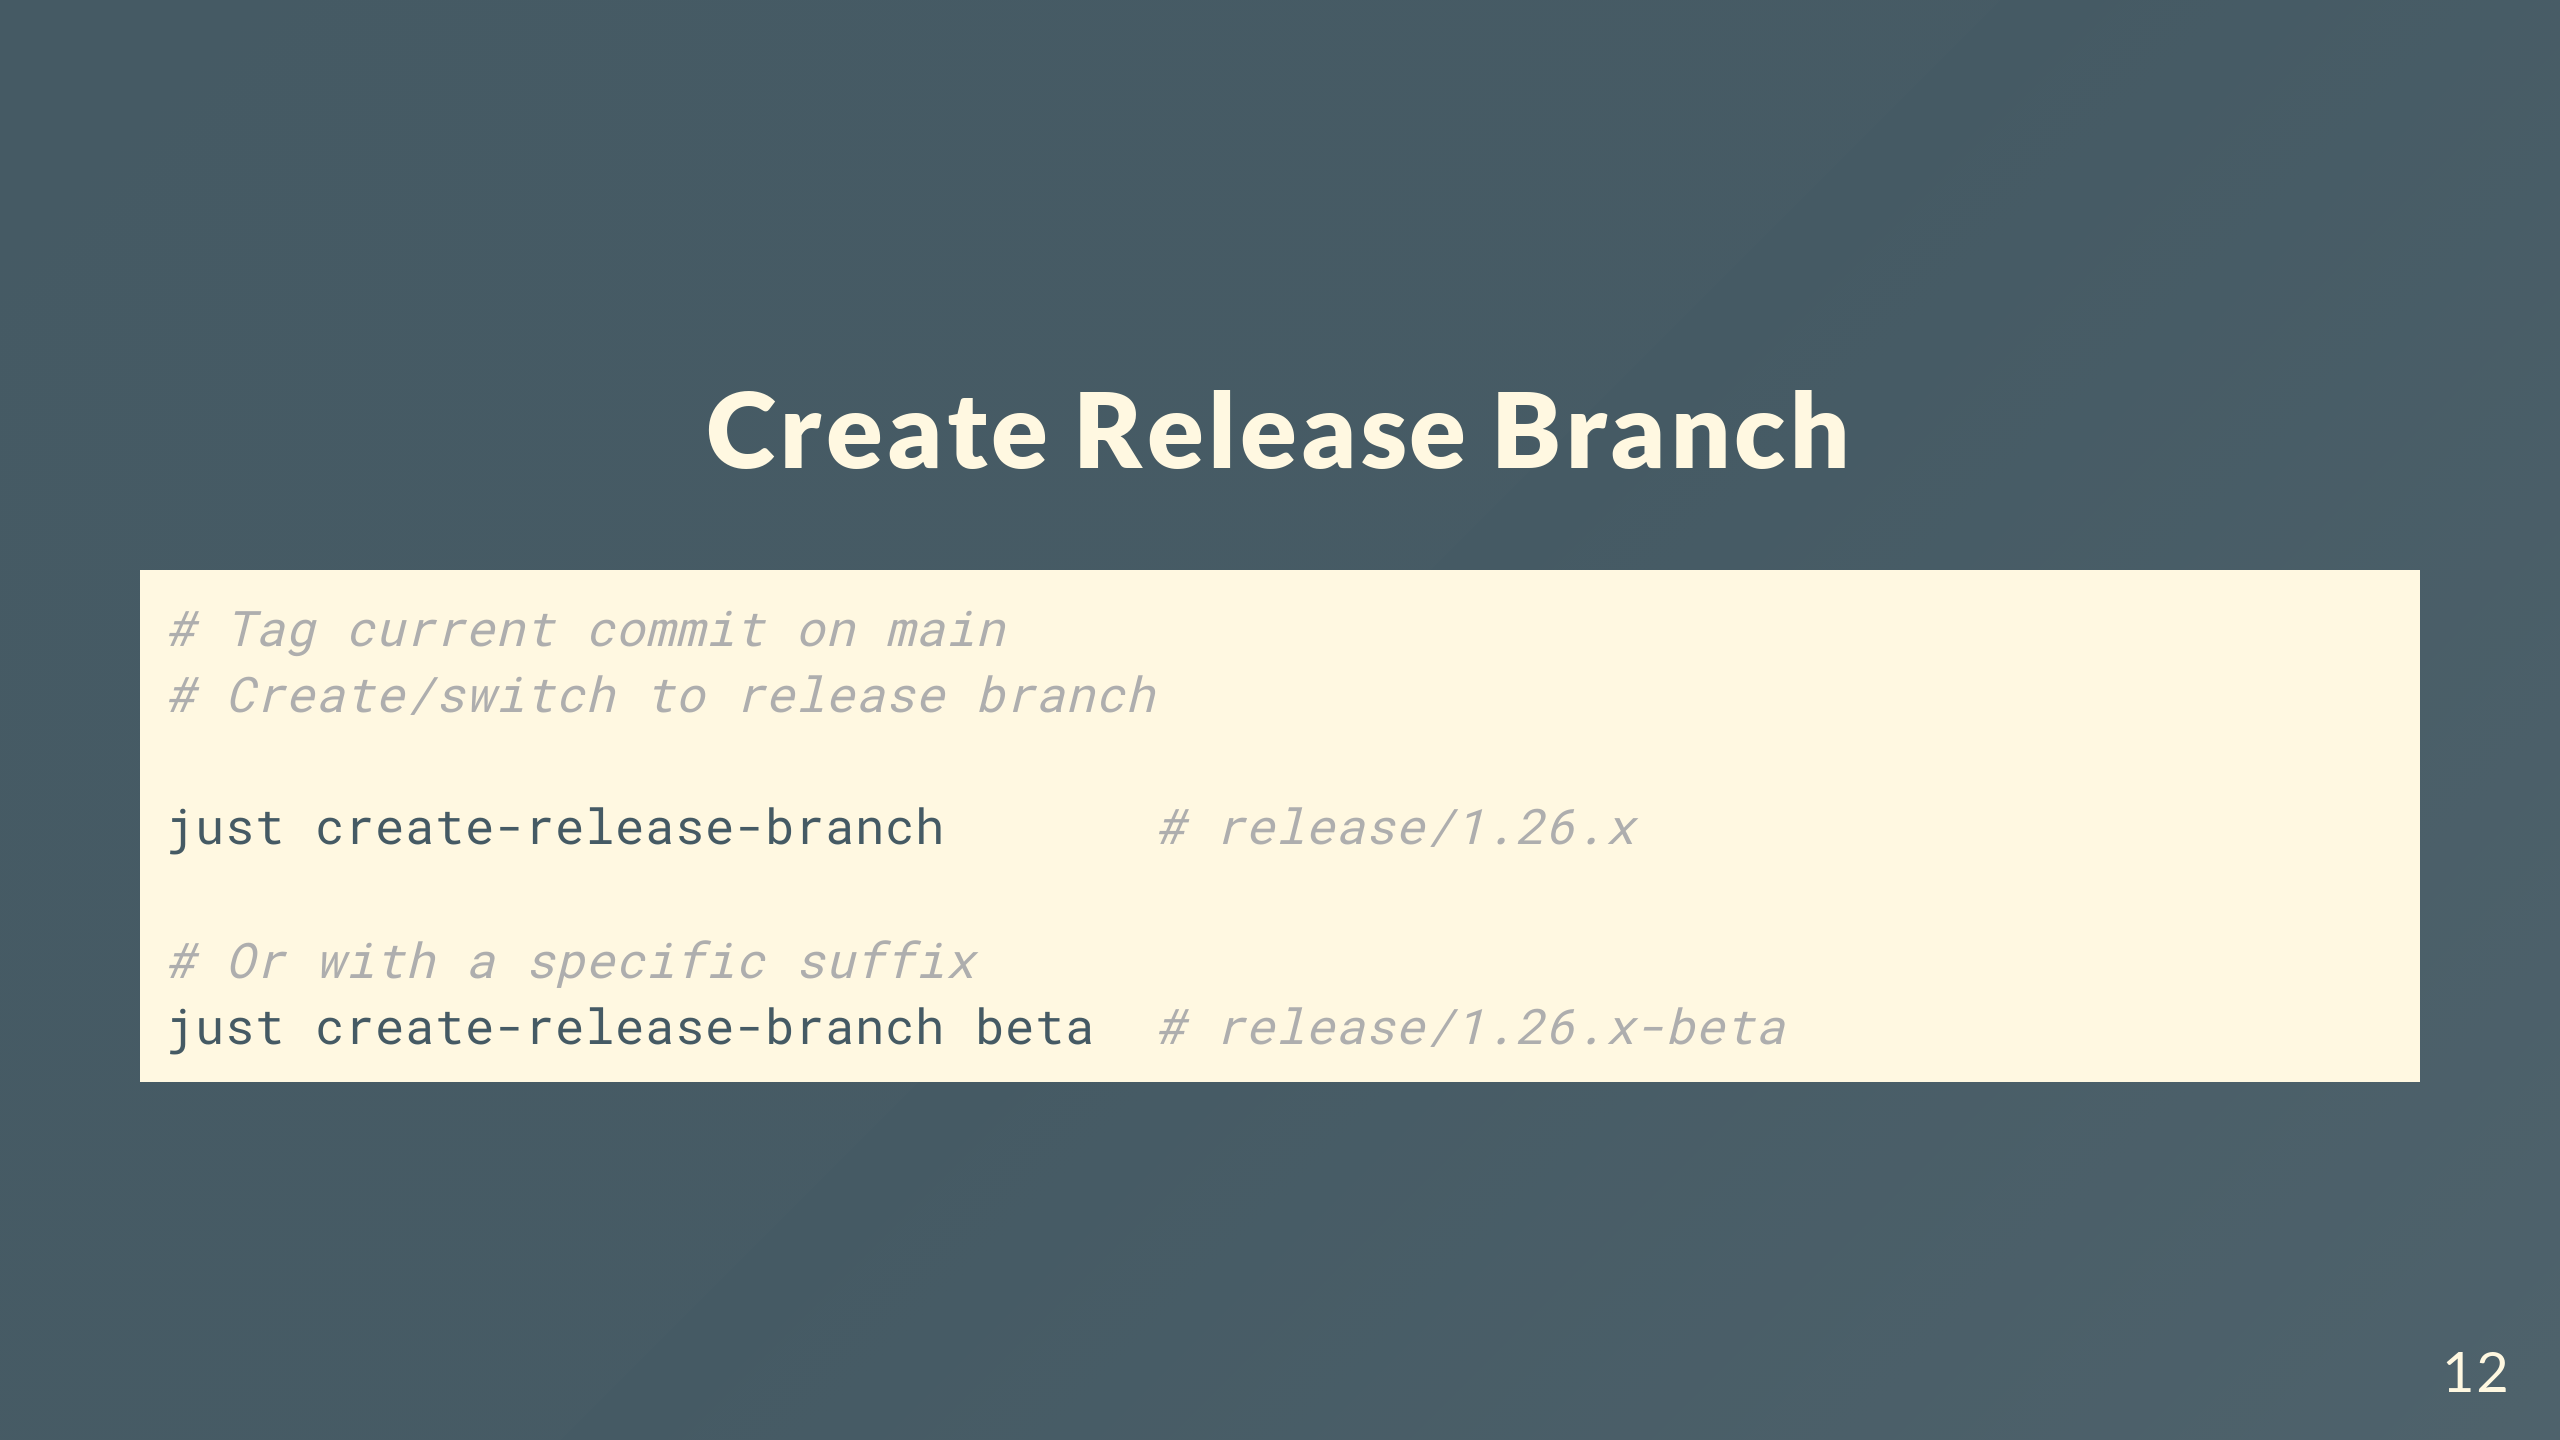 Create Release Branch
# Tag current commit on main
# Create/switch to release branch
just create-release-branch       # release/1.26.x
# Or with a specific suffix
just create-release-branch beta  # release/1.26.x-beta
12